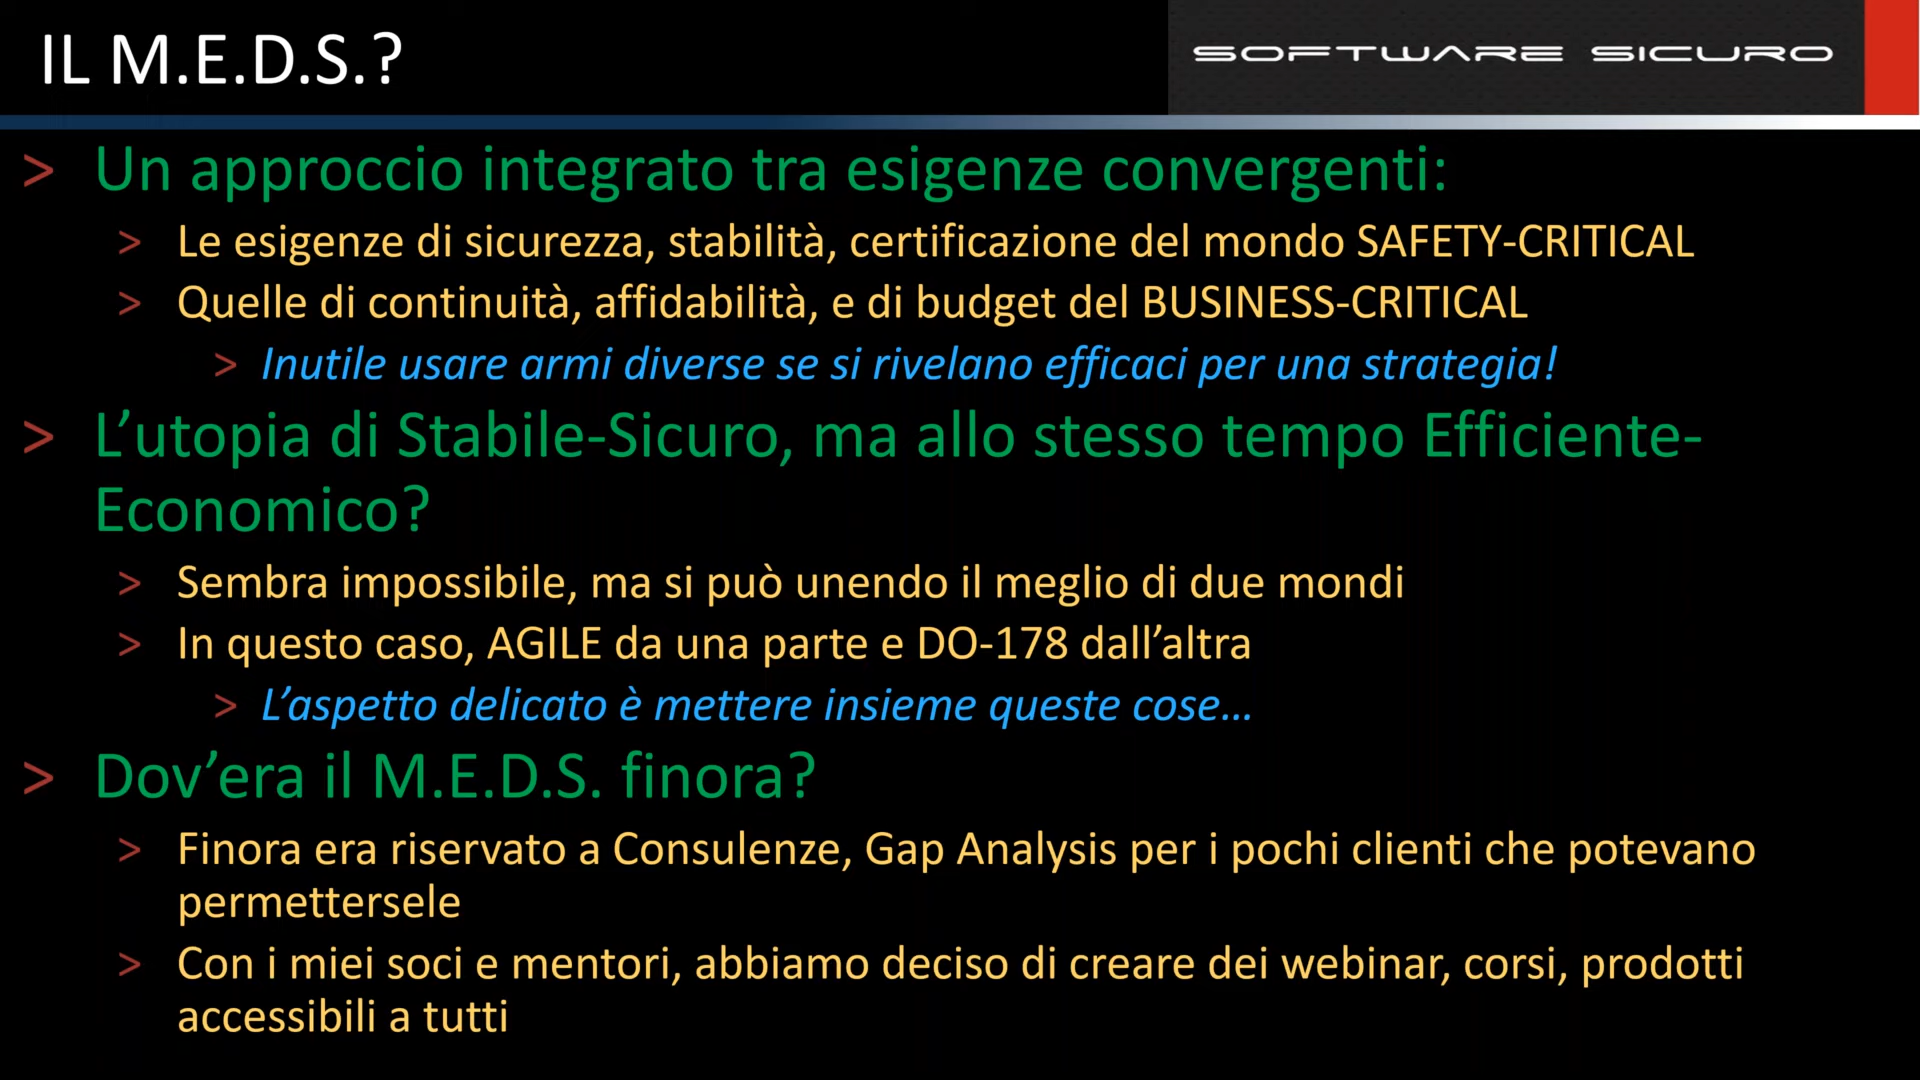 IL M.E.D.S.?
SOFTWARE SICURO
> Un approccio integrato tra esigenze convergenti:
> Le esigenze di sicurezza, stabilità, certificazione del mondo SAFETY-CRITICAL
> Quelle di continuità, affidabilità, e di budget del BUSINESS-CRITICAL
> Inutile usare armi diverse se si rivelano efficaci per una strategia!
> L’utopia di Stabile-Sicuro, ma allo stesso tempo Efficiente-
Economico?
> Sembra impossibile, ma si può unendo il meglio di due mondi
> In questo caso, AGILE da una parte e DO-178 dall’altra
> L’aspetto delicato è mettere insieme queste cose…
> Dov’era il M.E.D.S. finora?
> Finora era riservato a Consulenze, Gap Analysis per i pochi clienti che potevano
permettersele
> Con i miei soci e mentori, abbiamo deciso di creare dei webinar, corsi, prodotti
accessibili a tutti